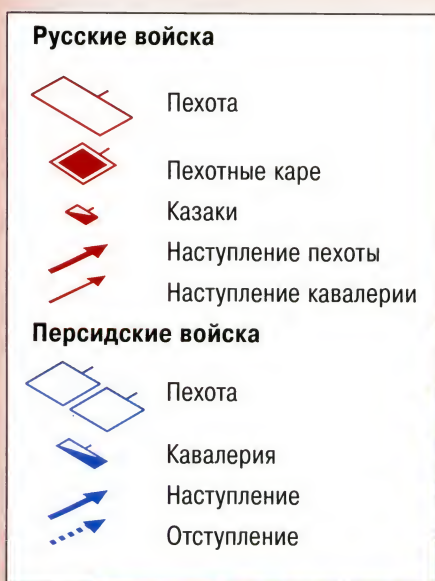 Русские войска
Пехота
Пехотные каре
Казаки
Наступление пехоты
Наступление кавалерии
Персидские войска
Пехота
Кавалерия
Наступление
Отступление